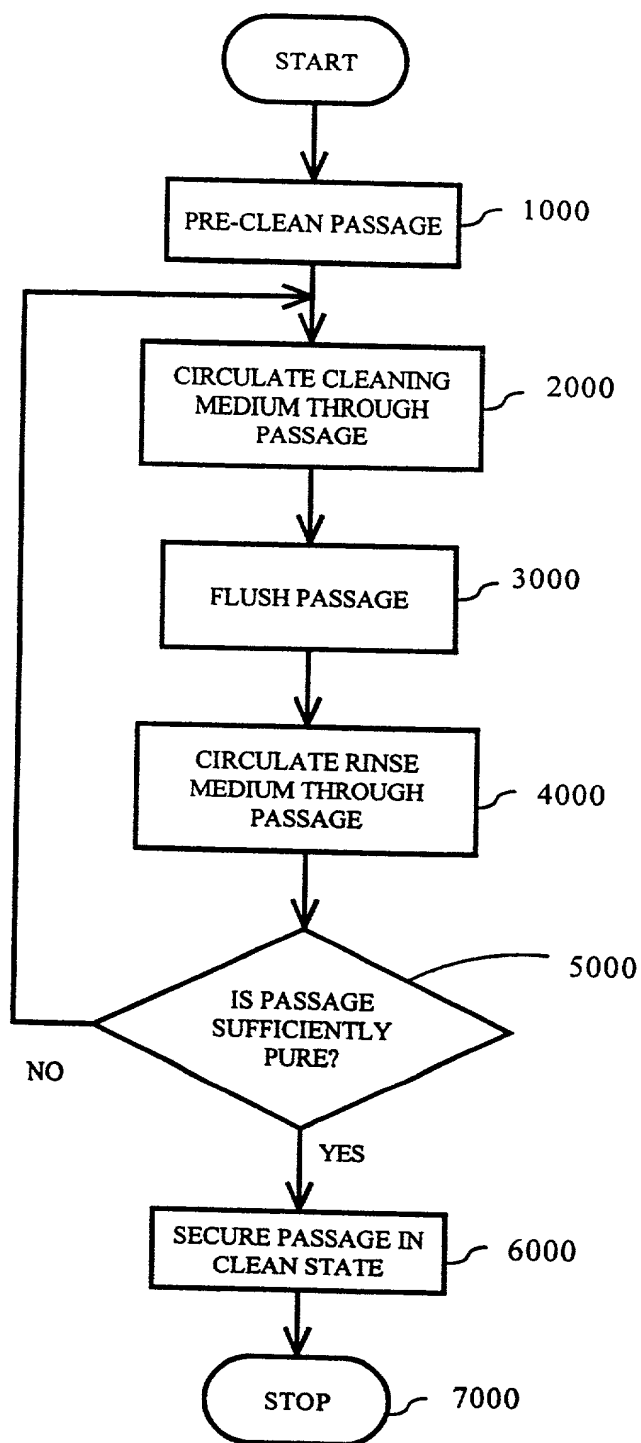 START
PRE-CLEAN PASSAGE
1000
CIRCULATE CLEANING
MEDIUM THROUGH
PASSAGE
2000
FLUSH PASSAGE
3000
CIRCULATE RINSE
MEDIUM THROUGH
PASSAGE
4000
IS PASSAGE
SUFFICIENTLY
PURE?
5000
NO
YES
SECURE PASSAGE IN
CLEAN STATE
6000
STOP
7000